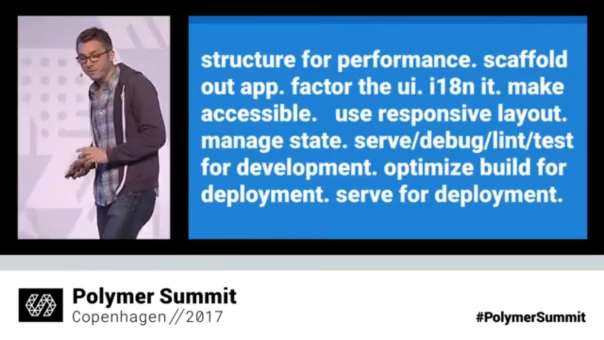 structure for performance. scaffold
out app. factor the ui. i18n it. make
accessible.   use responsive layout.
manage state. serve/debug/lint/test
for development. optimize build for
deployment. serve for deployment.
Polymer Summit
Copenhagen//2017
#PolymerSummit